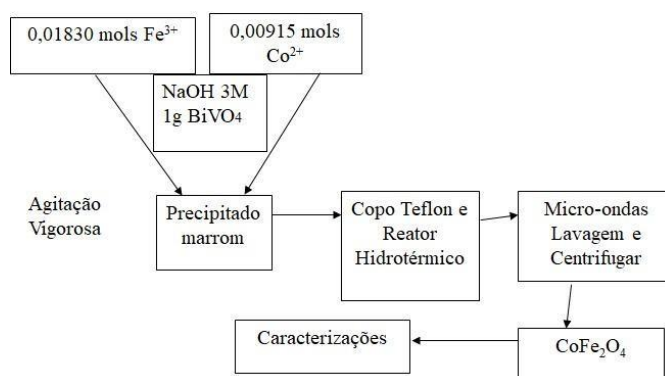 0,01830 mols Fe³⁺
0,00915 mols
Co²⁺
NaOH 3M
1g BiVO₄
Agitação
Vigorosa
Precipitado
marrom
Copo Teflon e
Reator
Hidrotérmico
Micro-ondas
Lavagem e
Centrifugar
Caracterizações
CoFe₂O₄